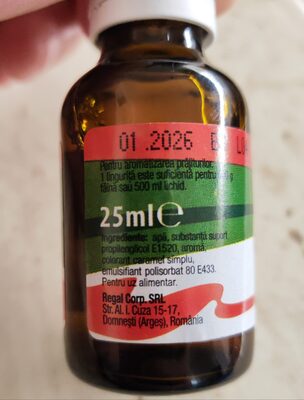 01.2026
Pentru aromatizarea prăjiturilor,
1 linguriță este suficientă pentru
făină sau 500 ml lichid.
25ml℮
Ingrediente: apă, substanță suport
propilenglicol E1520, aromă,
colorant caramel simplu,
emulsifiant polisorbat 80 E433.
Pentru uz alimentar.
Regal Corp. SRL
Str. Al. I. Cuza 15-17,
Domnești (Argeș), România